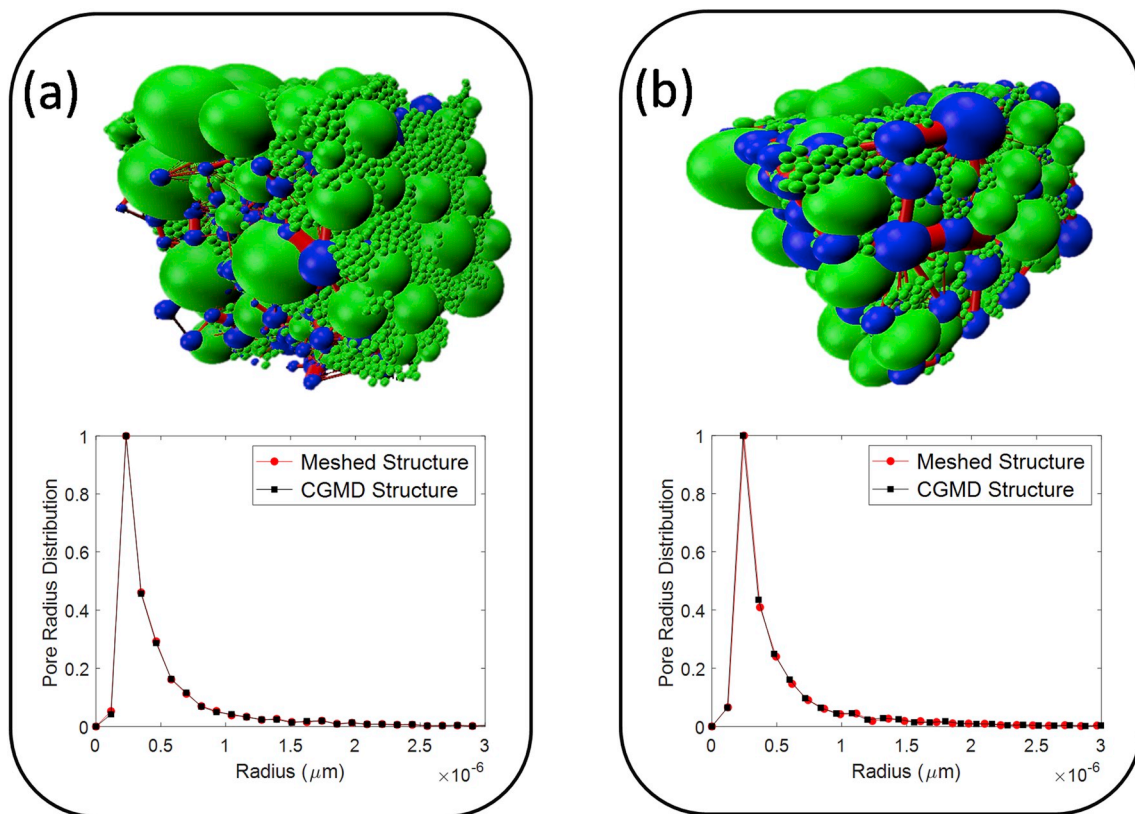 (a)
(b)
1
0.8
0.6
0.4
0.2
0
Pore Radius Distribution
Meshed Structure
CGMD Structure
0 0.5 1 1.5 2 2.5 3
Radius (μm)
×10⁻⁶
1
0.8
0.6
0.4
0.2
0
Pore Radius Distribution
Meshed Structure
CGMD Structure
0 0.5 1 1.5 2 2.5 3
Radius (μm)
×10⁻⁶